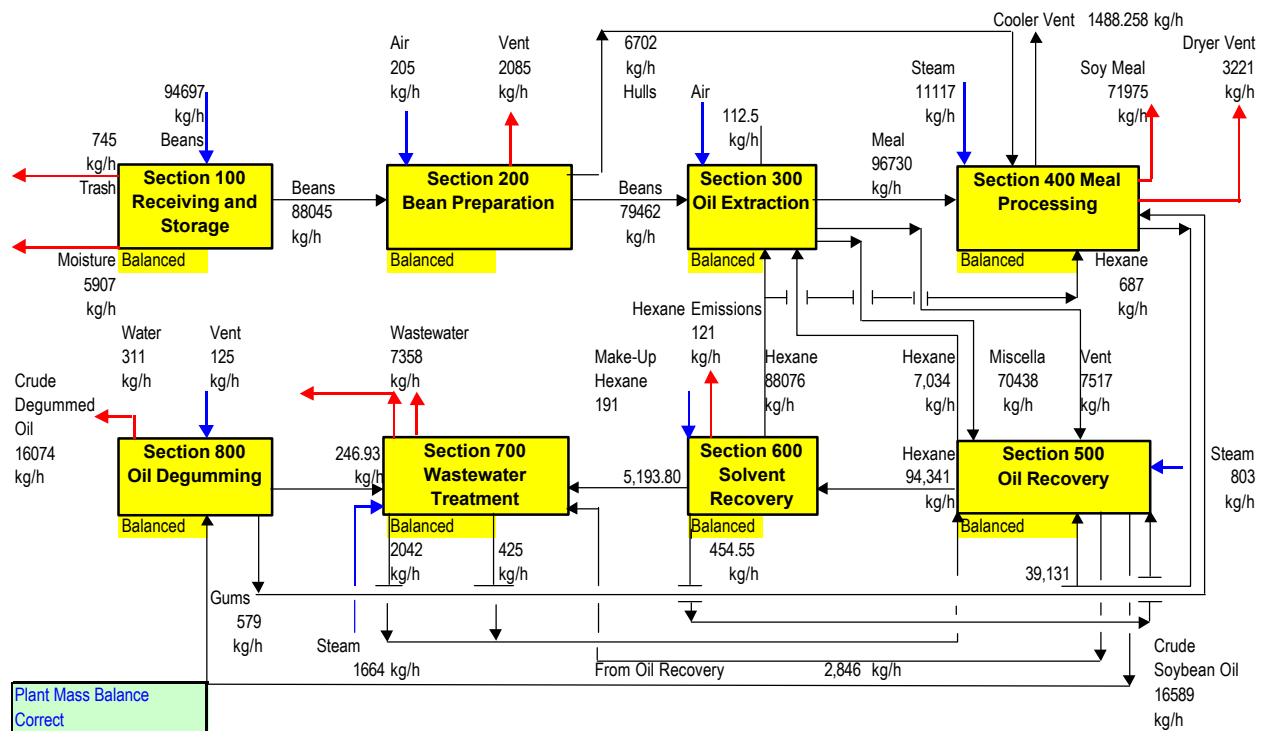 Cooler Vent 1488.258 kg/h
Air
205
kg/h
Vent
2085
kg/h
6702
kg/h
Hulls
Dryer Vent
3221
kg/h
Steam
11117
kg/h
Soy Meal
71975
kg/h
94697
kg/h
Beans
Air
112.5
kg/h
745
kg/h
Trash
Meal
96730
kg/h
Section 100
Receiving and
Storage
Balanced
Beans
88045
kg/h
Section 200
Bean Preparation
Balanced
Beans
79462
kg/h
Section 300
Oil Extraction
Balanced
Section 400 Meal
Processing
Balanced
Moisture
5907
kg/h
Hexane
687
kg/h
Water
311
kg/h
Vent
125
kg/h
Wastewater
7358
kg/h
Hexane Emissions
121
kg/h
Make-Up
Hexane
191
Hexane
88076
kg/h
Hexane
7,034
kg/h
Miscella
70438
kg/h
Vent
7517
kg/h
Crude
Degummed
Oil
16074
kg/h
Section 800
Oil Degumming
Balanced
246.93
kg/h
Section 700
Wastewater
Treatment
Balanced
5,193.80
Section 600
Solvent
Recovery
Balanced
Hexane
94,341
kg/h
Section 500
Oil Recovery
Balanced
Steam
803
kg/h
2042
kg/h
425
kg/h
454.55
kg/h
39,131
Gums
579
kg/h
Steam
1664 kg/h
From Oil Recovery 2,846 kg/h
Crude
Soybean Oil
16589
kg/h
Plant Mass Balance
Correct